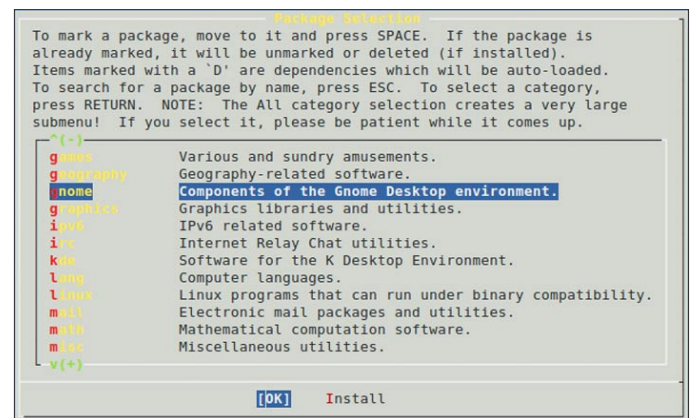 Package Selection
To mark a package, move to it and press SPACE.  If the package is
already marked, it will be unmarked or deleted (if installed).
Items marked with a `D' are dependencies which will be auto-loaded.
To search for a package by name, press ESC.  To select a category,
press RETURN.  NOTE:  The All category selection creates a very large
submenu!  If you select it, please be patient while it comes up.
^(-)
games Various and sundry amusements.
geography Geography-related software.
gnome Components of the Gnome Desktop environment.
graphics Graphics libraries and utilities.
ipv6 IPv6 related software.
irc Internet Relay Chat utilities.
kde Software for the K Desktop Environment.
lang Computer languages.
linux Linux programs that can run under binary compatibility.
mail Electronic mail packages and utilities.
math Mathematical computation software.
misc Miscellaneous utilities.
v(+)
[OK] Install